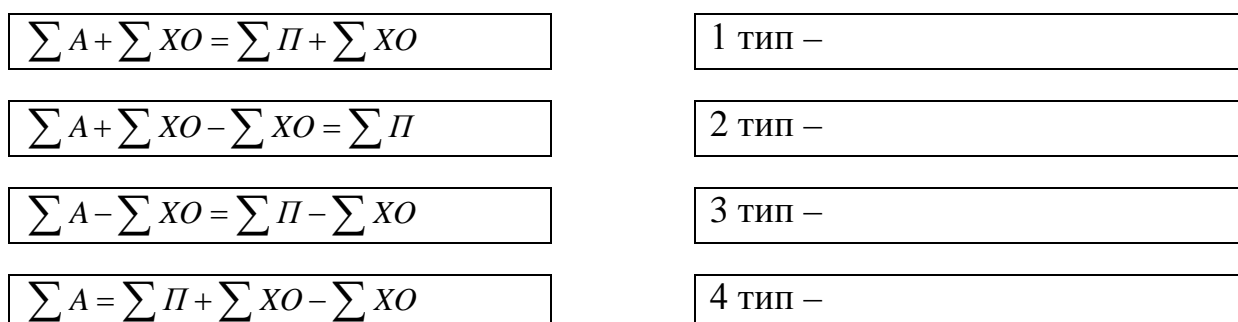 ∑ А + ∑ ХО = ∑ П + ∑ ХО
1 тип –
∑ А + ∑ ХО – ∑ ХО = ∑ П
2 тип –
∑ А – ∑ ХО = ∑ П – ∑ ХО
3 тип –
∑ А = ∑ П + ∑ ХО – ∑ ХО
4 тип –